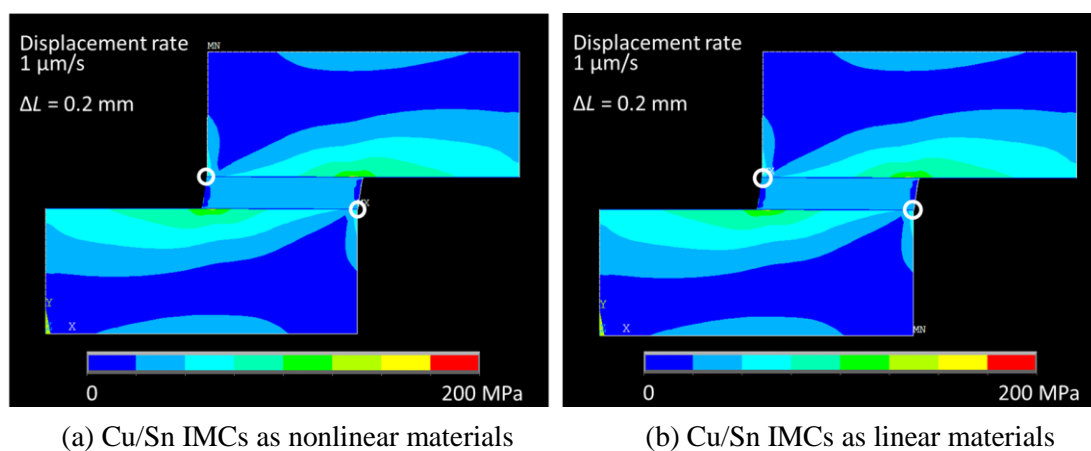 Displacement rate
1 μm/s
ΔL = 0.2 mm
MN
X
Y
X
0
200 MPa
(a) Cu/Sn IMCs as nonlinear materials
Displacement rate
1 μm/s
ΔL = 0.2 mm
Y
X
MN
0
200 MPa
(b) Cu/Sn IMCs as linear materials